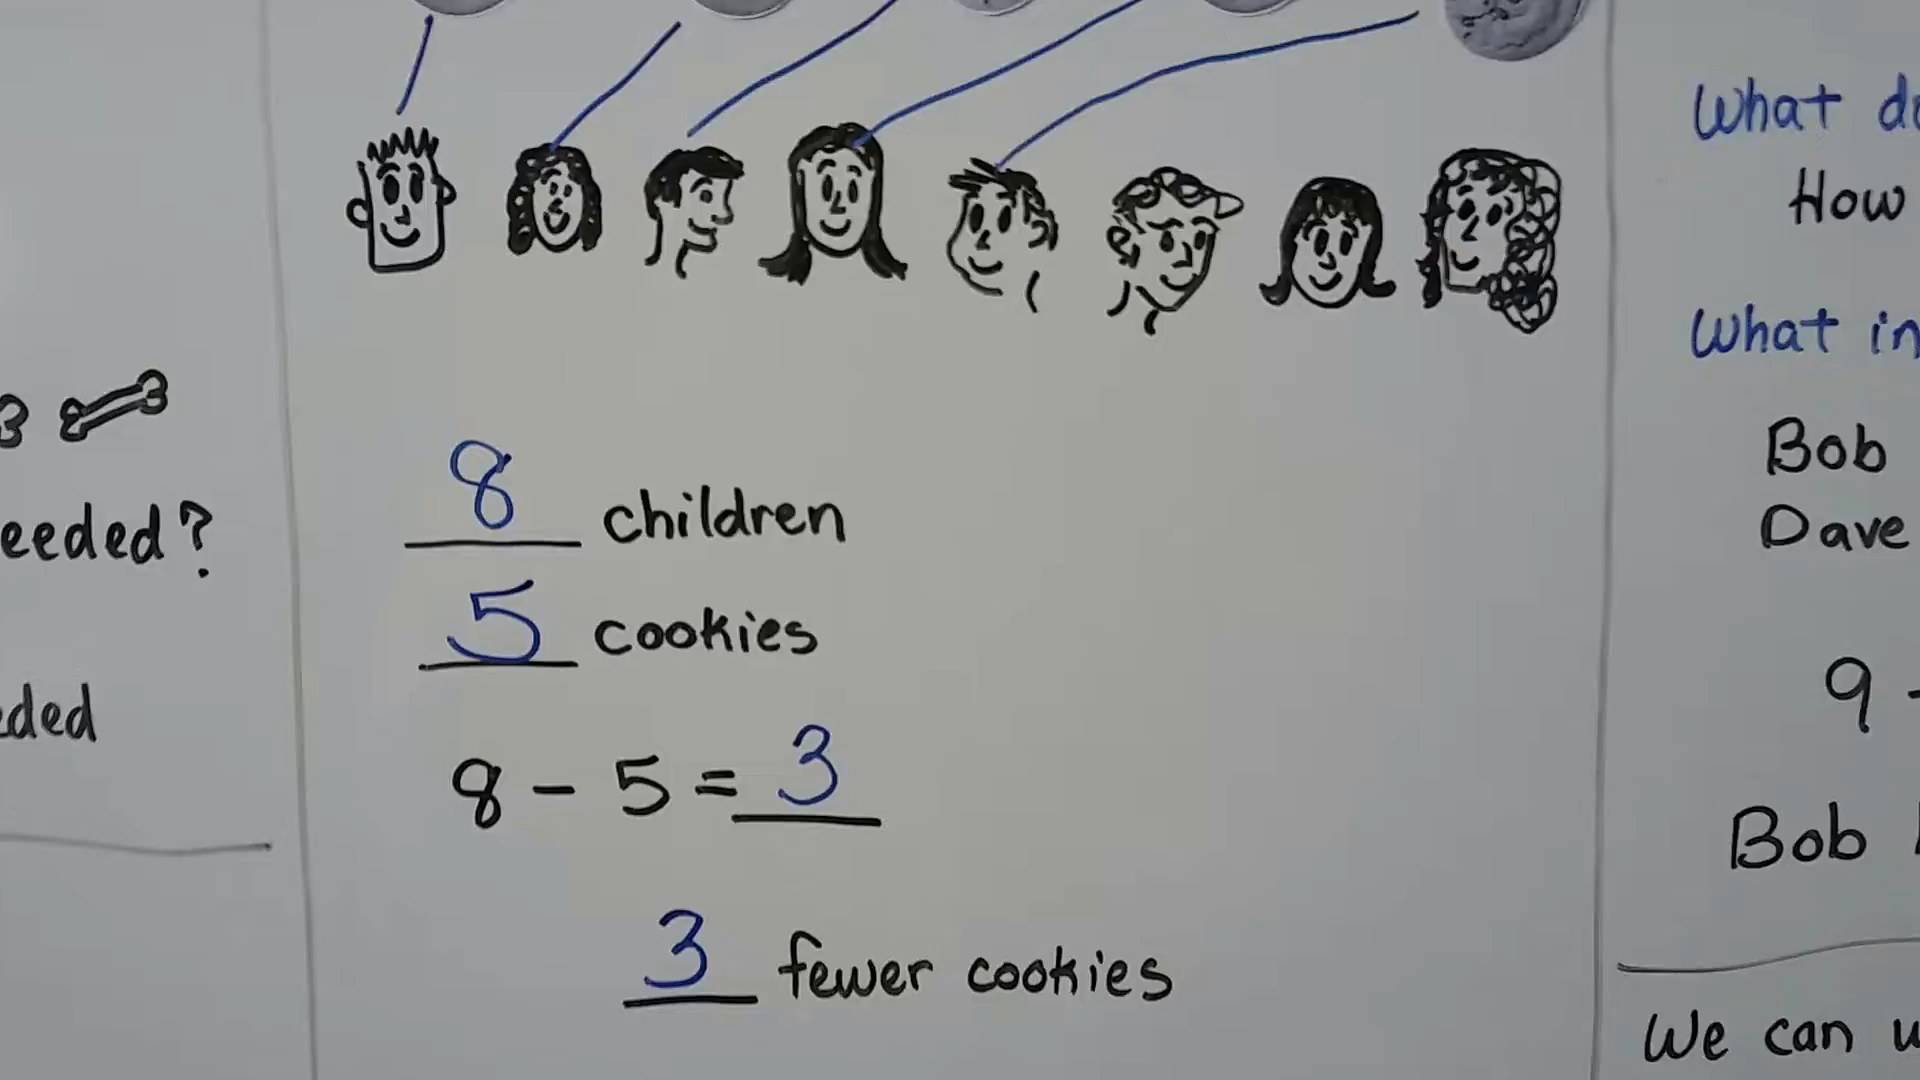 eeded?
eded
8 children
5 cookies
8 - 5 = 3
3 fewer cookies
What
How
What in
Bob
Dave
9 -
Bob
We can